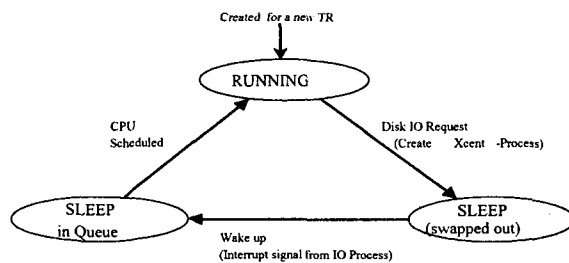 Created for a new TR
RUNNING
CPU
Scheduled
Disk IO Request
(Create Xcent -Process)
SLEEP
in Queue
SLEEP
(swapped out)
Wake up
(Interrupt signal from IO Process)